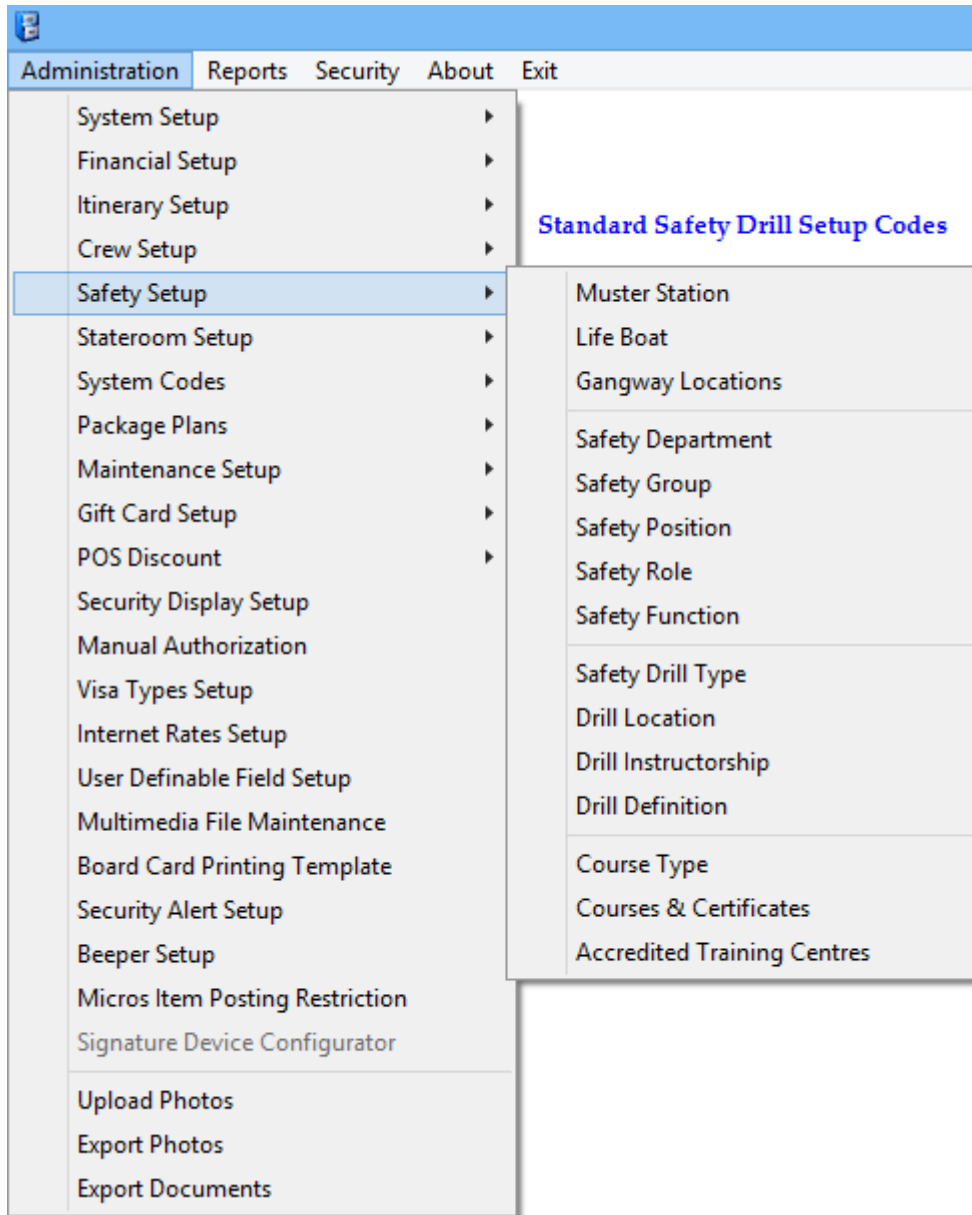 Administration Reports Security About Exit
System Setup
Financial Setup
Itinerary Setup
Crew Setup
Safety Setup
Stateroom Setup
System Codes
Package Plans
Maintenance Setup
Gift Card Setup
POS Discount
Security Display Setup
Manual Authorization
Visa Types Setup
Internet Rates Setup
User Definable Field Setup
Multimedia File Maintenance
Board Card Printing Template
Security Alert Setup
Beeper Setup
Micros Item Posting Restriction
Signature Device Configurator
Upload Photos
Export Photos
Export Documents
Standard Safety Drill Setup Codes
Muster Station
Life Boat
Gangway Locations
Safety Department
Safety Group
Safety Position
Safety Role
Safety Function
Safety Drill Type
Drill Location
Drill Instructorship
Drill Definition
Course Type
Courses & Certificates
Accredited Training Centres